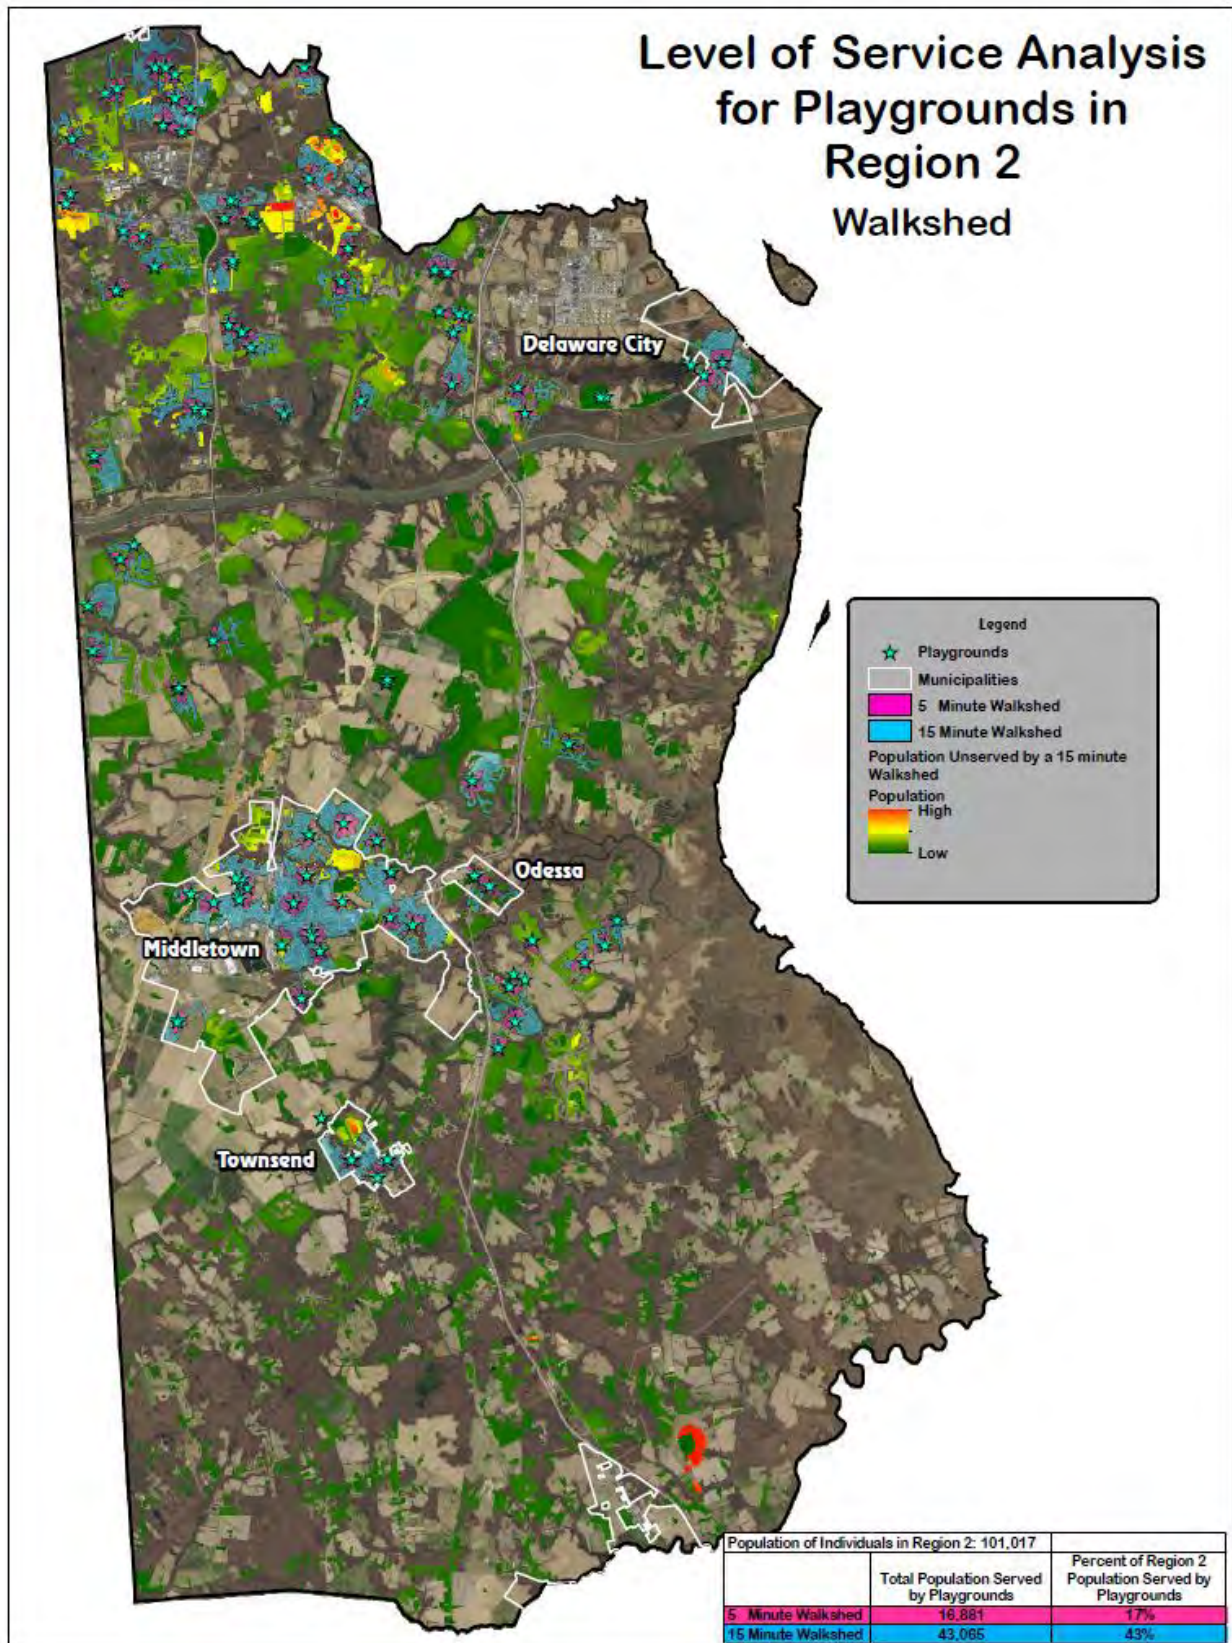 Level of Service Analysis
for Playgrounds in
Region 2
Walkshed
Delaware City
Legend
Playgrounds
Municipalities
5 Minute Walkshed
15 Minute Walkshed
Population Unserved by a 15 minute
Walkshed
Population
High
Low
Odessa
Middletown
Townsend
Population of Individuals in Region 2: 101,017
Total Population Served
by Playgrounds
Percent of Region 2
Population Served by
Playgrounds
5 Minute Walkshed 16,881 17%
15 Minute Walkshed 43,065 43%